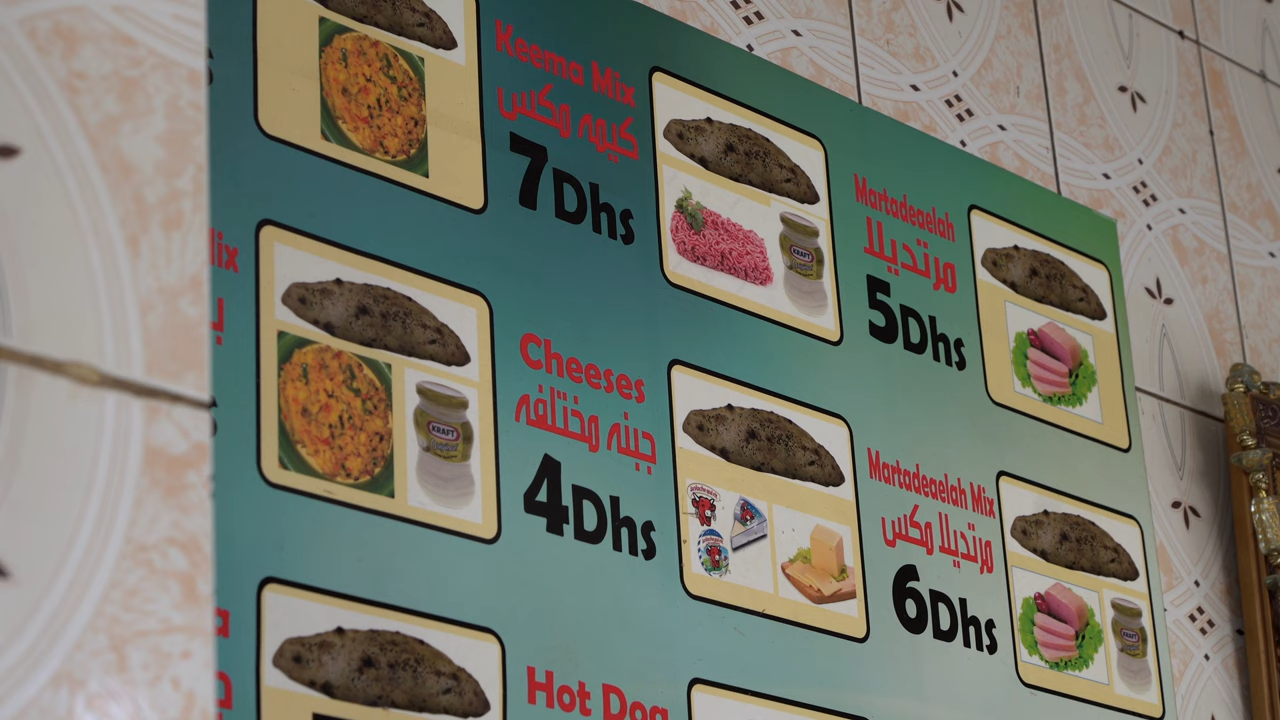 Keema Mix
كيمه مكس
7Dhs
KRAFT
Martadeaelah
مرتديلا
5Dhs
lix
KRAFT
Cheeses
جبنه مختلفه
4Dhs
Martadeaelah Mix
مرتديلا مكس
6Dhs
KRAFT
Hot Dog